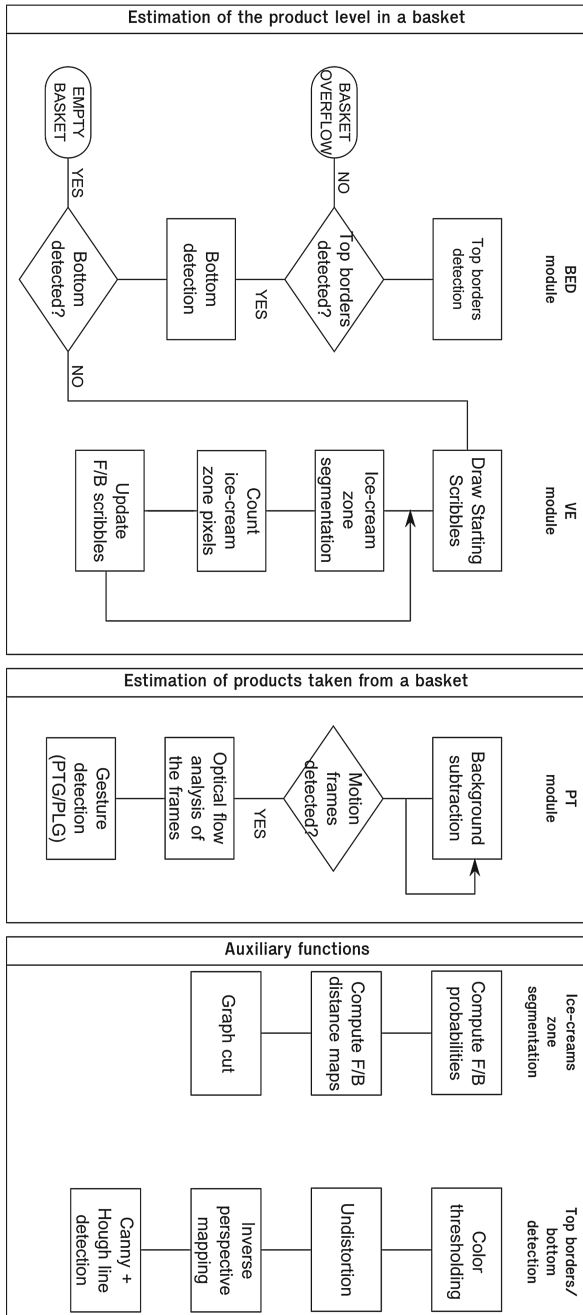 Estimation of the product level in a basket
BED
module
Top borders
detection
Top borders
detected?
NO
BASKET
OVERFLOW
YES
Bottom
detection
Bottom
detected?
YES
EMPTY
BASKET
NO
VE
module
Draw Starting
Scribbles
Ice-cream
zone
segmentation
Count
ice-cream
zone pixels
Update
F/B scribbles
Estimation of products taken from a basket
PT
module
Background
subtraction
Motion
frames
detected?
YES
Optical flow
analysis of
the frames
Gesture
detection
(PTG/PLG)
Auxiliary functions
Ice-creams
zone
segmentation
Compute F/B
probabilities
Compute F/B
distance maps
Graph cut
Top borders/
bottom
detection
Color
thresholding
Undistortion
Inverse
perspective
mapping
Canny +
Hough line
detection